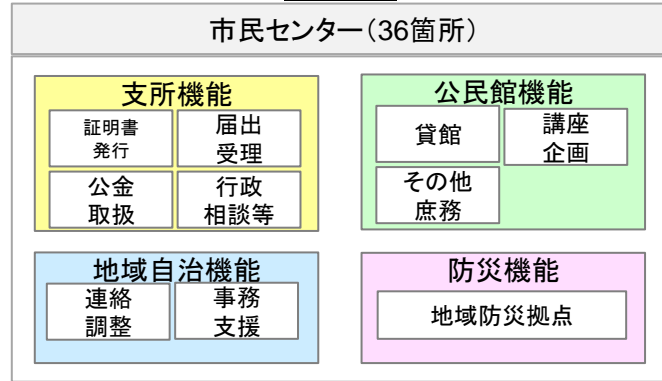 市民センター（36箇所）
支所機能
証明書
発行
届出
受理
公金
取扱
行政
相談等
公民館機能
貸館
講座
企画
その他
庶務
地域自治機能
連絡
調整
事務
支援
防災機能
地域防災拠点